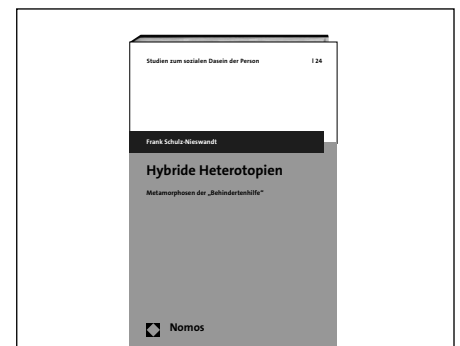 Studien zum sozialen Dasein der Person | 24
Frank Schulz-Nieswandt
Hybride Heterotopien
Metamorphosen der „Behindertenhilfe“
Nomos